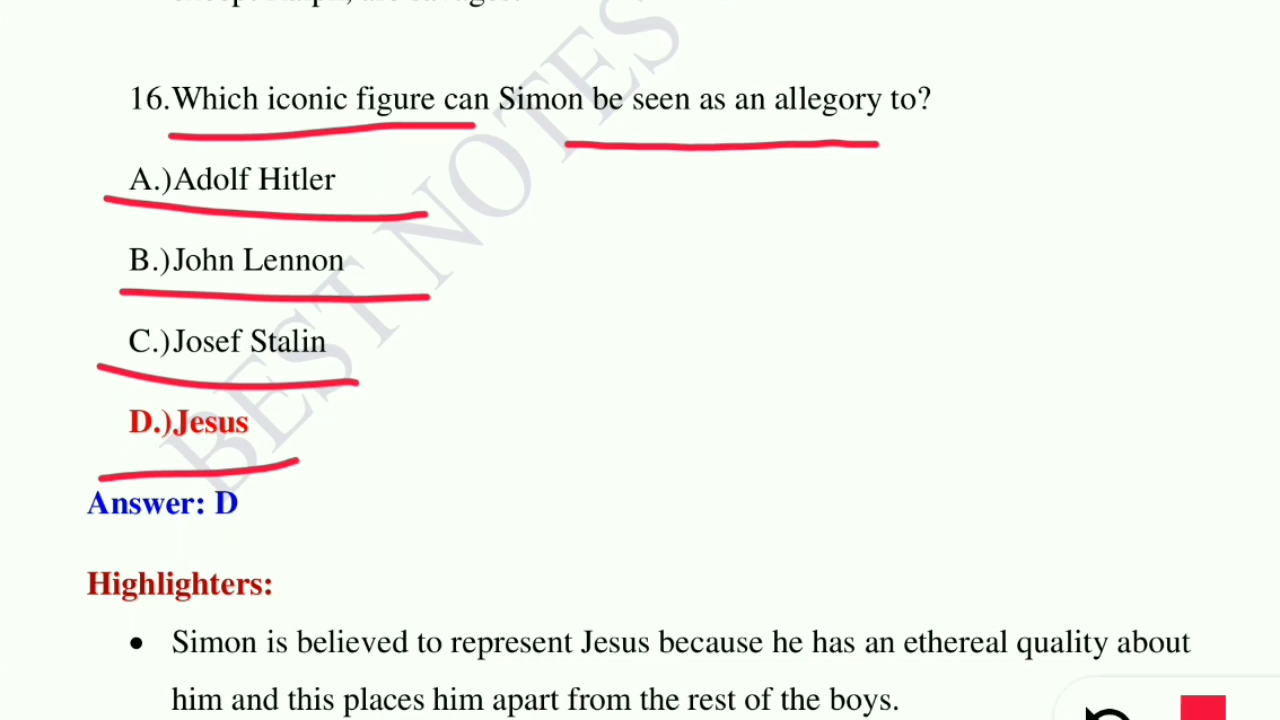 16.Which iconic figure can Simon be seen as an allegory to?
A.)Adolf Hitler
B.)John Lennon
C.)Josef Stalin
D.)Jesus
Answer: D
Highlighters:
• Simon is believed to represent Jesus because he has an ethereal quality about
him and this places him apart from the rest of the boys.
BEST NOTES